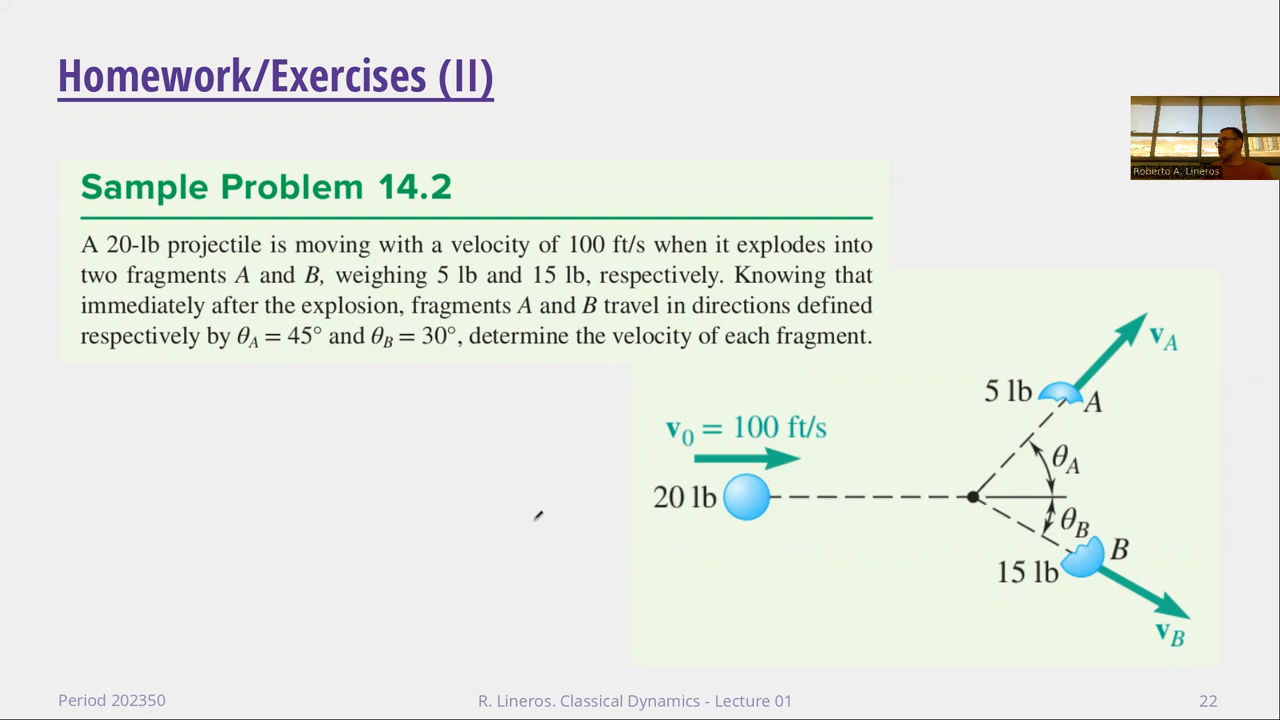 Homework/Exercises (II)
Roberto A. Lineros
Sample Problem 14.2
A 20-lb projectile is moving with a velocity of 100 ft/s when it explodes into
two fragments A and B, weighing 5 lb and 15 lb, respectively. Knowing that
immediately after the explosion, fragments A and B travel in directions defined
respectively by θA = 45° and θB = 30°, determine the velocity of each fragment.
vA
5 lb
A
v0 = 100 ft/s
θA
20 lb
θB
B
15 lb
vB
Period 202350
R. Lineros. Classical Dynamics - Lecture 01
22